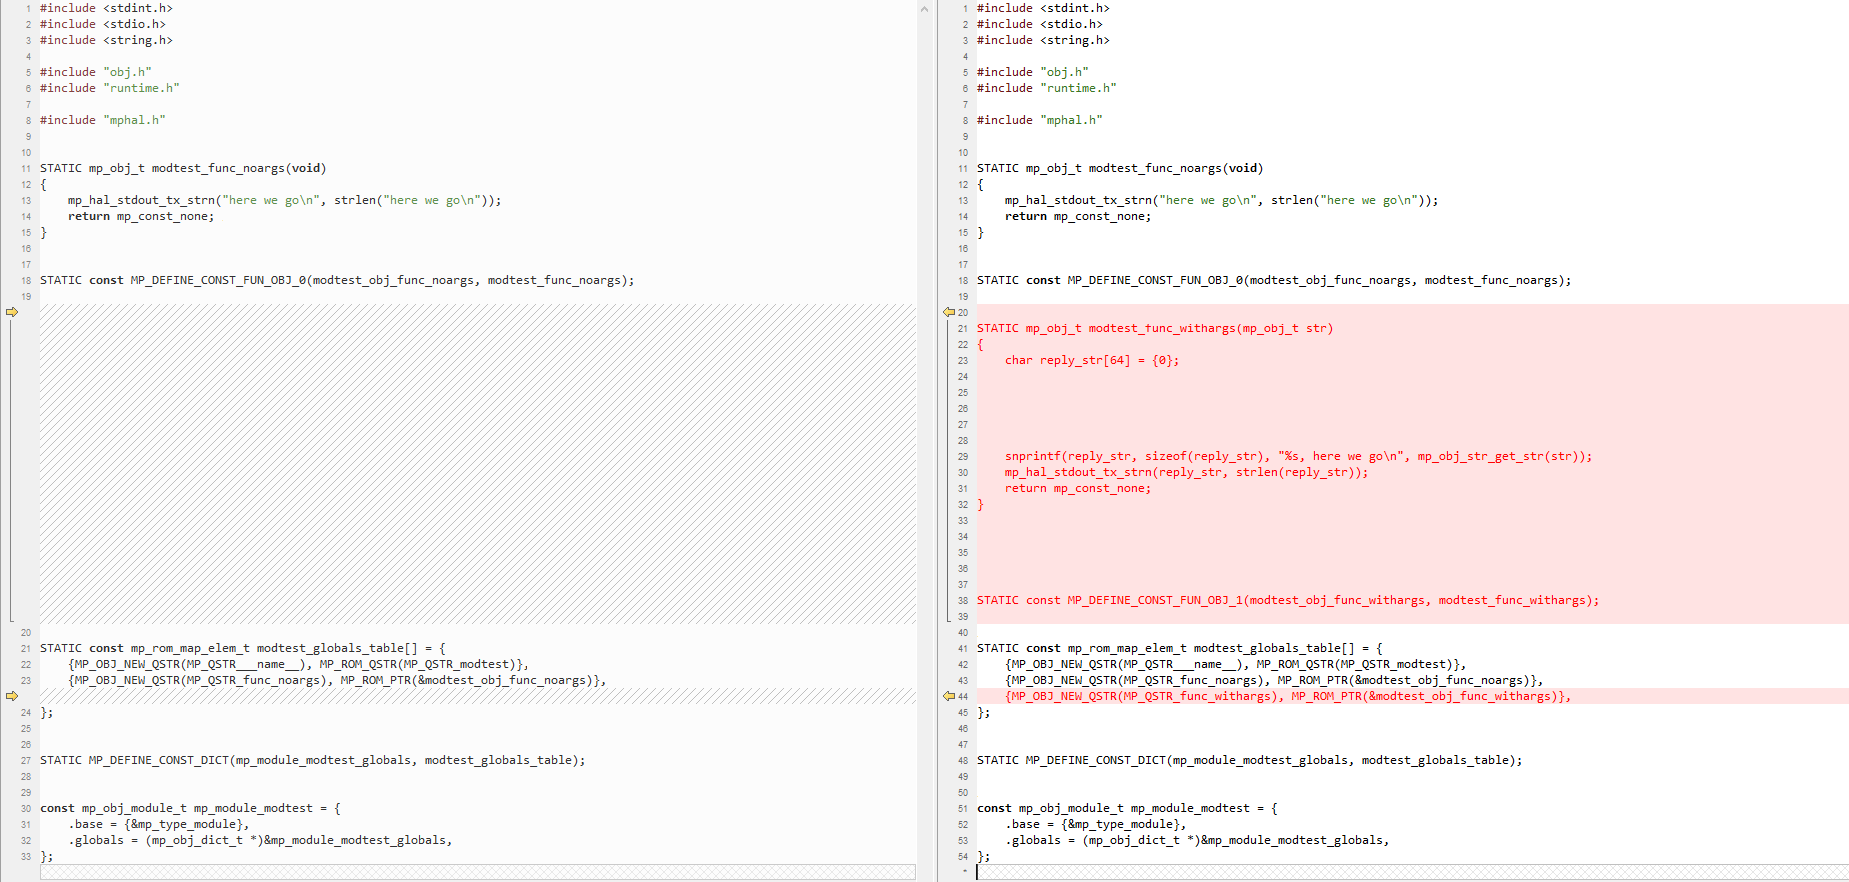 1 #include <stdint.h>
2 #include <stdio.h>
3 #include <string.h>
4
5 #include "obj.h"
6 #include "runtime.h"
7
8 #include "mphal.h"
9
10
11 STATIC mp_obj_t modtest_func_noargs(void)
12 {
13     mp_hal_stdout_tx_strn("here we go\n", strlen("here we go\n"));
14     return mp_const_none;
15 }
16
17
18 STATIC const MP_DEFINE_CONST_FUN_OBJ_0(modtest_obj_func_noargs, modtest_func_noargs);
19
20
21 STATIC const mp_rom_map_elem_t modtest_globals_table[] = {
22     {MP_OBJ_NEW_QSTR(MP_QSTR___name__), MP_ROM_QSTR(MP_QSTR_modtest)},
23     {MP_OBJ_NEW_QSTR(MP_QSTR_func_noargs), MP_ROM_PTR(&modtest_obj_func_noargs)},
24 };
25
26
27 STATIC MP_DEFINE_CONST_DICT(mp_module_modtest_globals, modtest_globals_table);
28
29
30 const mp_obj_module_t mp_module_modtest = {
31     .base = {&mp_type_module},
32     .globals = (mp_obj_dict_t *)&mp_module_modtest_globals,
33 };
1 #include <stdint.h>
2 #include <stdio.h>
3 #include <string.h>
4
5 #include "obj.h"
6 #include "runtime.h"
7
8 #include "mphal.h"
9
10
11 STATIC mp_obj_t modtest_func_noargs(void)
12 {
13     mp_hal_stdout_tx_strn("here we go\n", strlen("here we go\n"));
14     return mp_const_none;
15 }
16
17
18 STATIC const MP_DEFINE_CONST_FUN_OBJ_0(modtest_obj_func_noargs, modtest_func_noargs);
19
20
21 STATIC mp_obj_t modtest_func_withargs(mp_obj_t str)
22 {
23     char reply_str[64] = {0};
24
25
26
27
28
29     snprintf(reply_str, sizeof(reply_str), "%s, here we go\n", mp_obj_str_get_str(str));
30     mp_hal_stdout_tx_strn(reply_str, strlen(reply_str));
31     return mp_const_none;
32 }
33
34
35
36
37
38 STATIC const MP_DEFINE_CONST_FUN_OBJ_1(modtest_obj_func_withargs, modtest_func_withargs);
39
40
41 STATIC const mp_rom_map_elem_t modtest_globals_table[] = {
42     {MP_OBJ_NEW_QSTR(MP_QSTR___name__), MP_ROM_QSTR(MP_QSTR_modtest)},
43     {MP_OBJ_NEW_QSTR(MP_QSTR_func_noargs), MP_ROM_PTR(&modtest_obj_func_noargs)},
44     {MP_OBJ_NEW_QSTR(MP_QSTR_func_withargs), MP_ROM_PTR(&modtest_obj_func_withargs)},
45 };
46
47
48 STATIC MP_DEFINE_CONST_DICT(mp_module_modtest_globals, modtest_globals_table);
49
50
51 const mp_obj_module_t mp_module_modtest = {
52     .base = {&mp_type_module},
53     .globals = (mp_obj_dict_t *)&mp_module_modtest_globals,
54 };